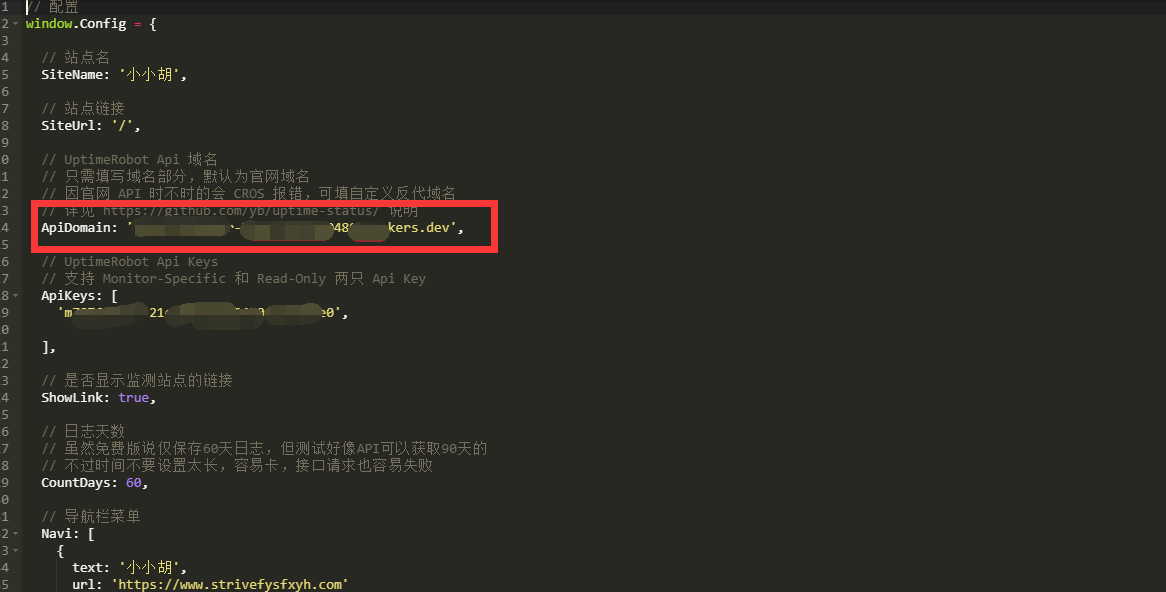 1 // 配置
2 window.Config = {
3
4 // 站点名
5 SiteName: '小小胡',
6
7 // 站点链接
8 SiteUrl: '/',
9
0 // UptimeRobot Api 域名
1 // 只需填写域名部分，默认为官网域名
2 // 因官网 API 时不时的会 CROS 报错，可填自定义反代域名
3 // 详见 https://github.com/yb/uptime-status/ 说明
4 ApiDomain: ' kers.dev',
5
6 // UptimeRobot Api Keys
7 // 支持 Monitor-Specific 和 Read-Only 两只 Api Key
8 ApiKeys: [
9 'm 21 e0',
0
1 ],
2
3 // 是否显示监测站点的链接
4 ShowLink: true,
5
6 // 日志天数
7 // 虽然免费版说仅保存60天日志，但测试好像API可以获取90天的
8 // 不过时间不要设置太长，容易卡，接口请求也容易失败
9 CountDays: 60,
0
1 // 导航栏菜单
2 Navi: [
3 {
4 text: '小小胡',
5 url: 'https://www.strivefysfxyh.com'